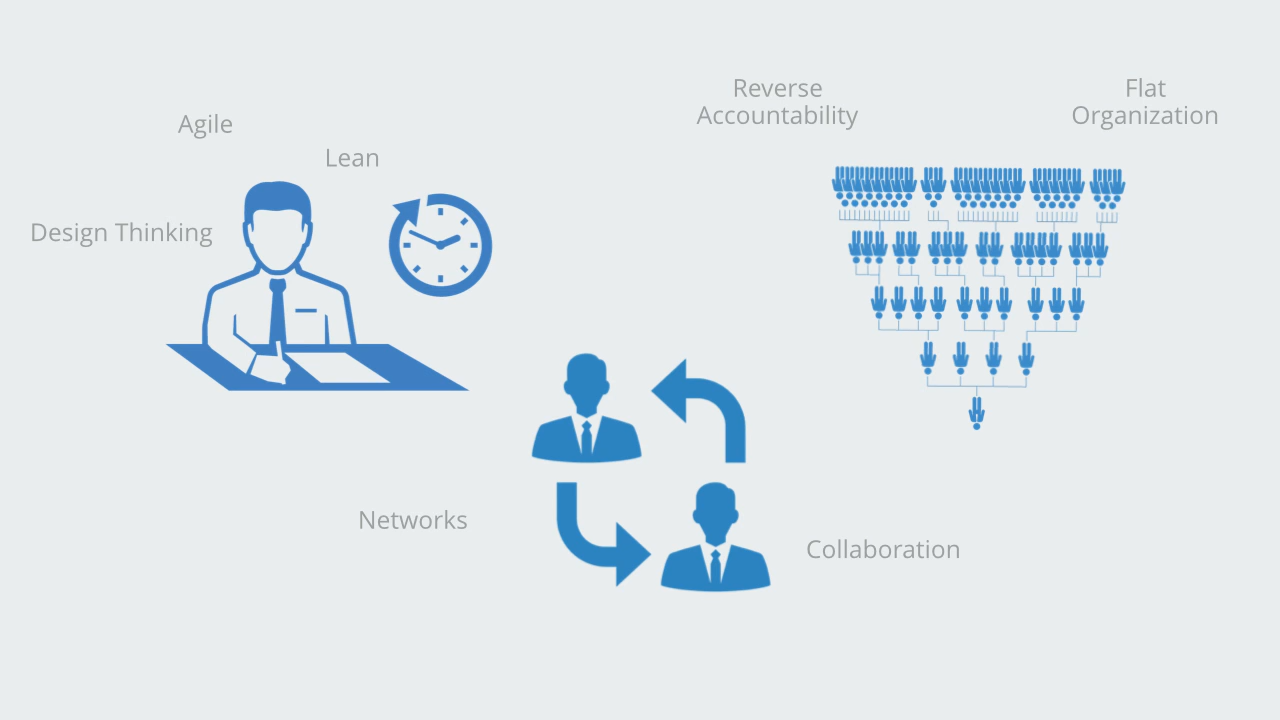 Reverse
Accountability
Flat
Organization
Agile
Lean
Design Thinking
Networks
Collaboration